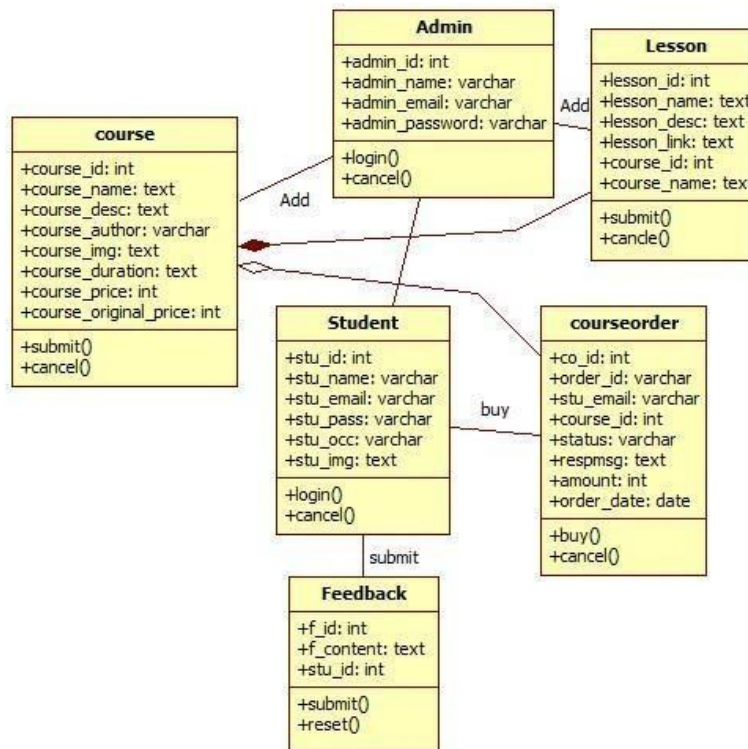 Admin
+admin_id: int
+admin_name: varchar
+admin_email: varchar
+admin_password: varchar
+login()
+cancel()
Lesson
+lesson_id: int
+lesson_name: text
+lesson_desc: text
+lesson_link: text
+course_id: int
+course_name: text
+submit()
+cancle()
Add
course
+course_id: int
+course_name: text
+course_desc: text
+course_author: varchar
+course_img: text
+course_duration: text
+course_price: int
+course_original_price: int
+submit()
+cancel()
Add
Student
+stu_id: int
+stu_name: varchar
+stu_email: varchar
+stu_pass: varchar
+stu_occ: varchar
+stu_img: text
+login()
+cancel()
buy
courseorder
+co_id: int
+order_id: varchar
+stu_email: varchar
+course_id: int
+status: varchar
+respmsg: text
+amount: int
+order_date: date
+buy()
+cancel()
submit
Feedback
+f_id: int
+f_content: text
+stu_id: int
+submit()
+reset()